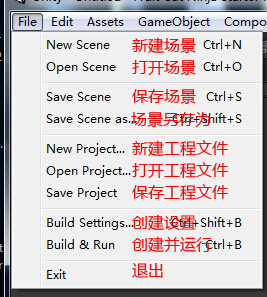 File Edit Assets GameObject Compo
New Scene 新建场景 Ctrl+N
Open Scene 打开场景 Ctrl+O
Save Scene 保存场景 Ctrl+S
Save Scene as... 场景另存为 Ctrl+Shift+S
New Project... 新建工程文件
Open Project... 打开工程文件
Save Project 保存工程文件
Build Settings... 创建设置 Ctrl+Shift+B
Build & Run 创建并运行 Ctrl+B
Exit 退出